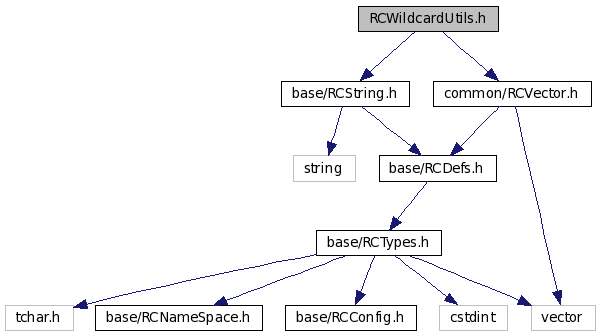 RCWildcardUtils.h
base/RCString.h
common/RCVector.h
string
base/RCDefs.h
base/RCTypes.h
tchar.h
base/RCNameSpace.h
base/RCConfig.h
cstdint
vector